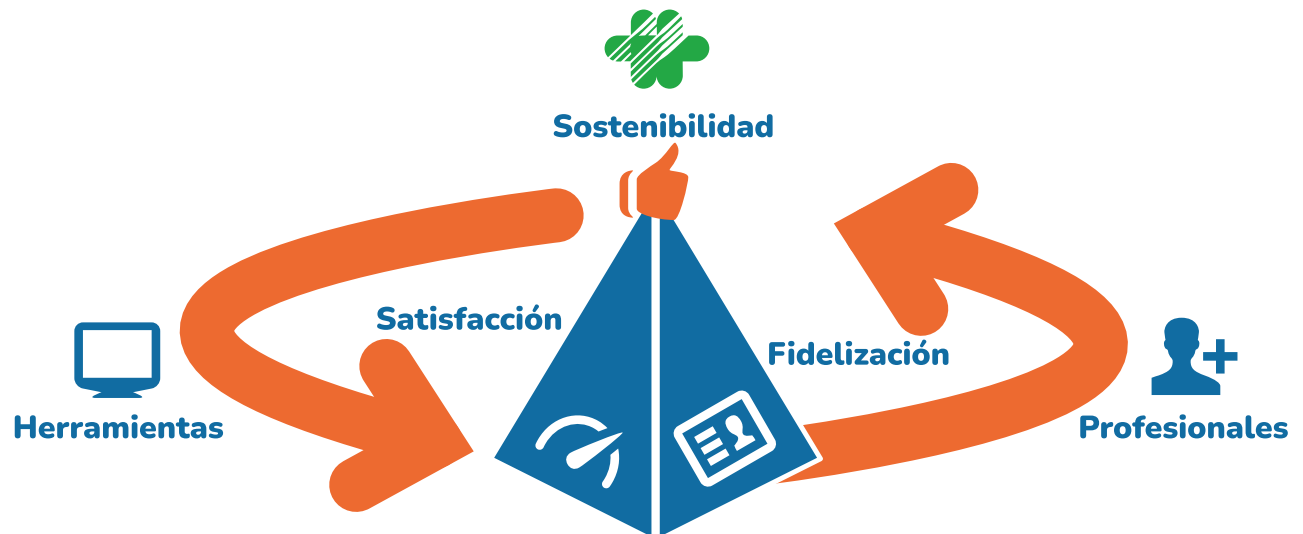 Sostenibilidad
Satisfacción
Fidelización
Herramientas
Profesionales